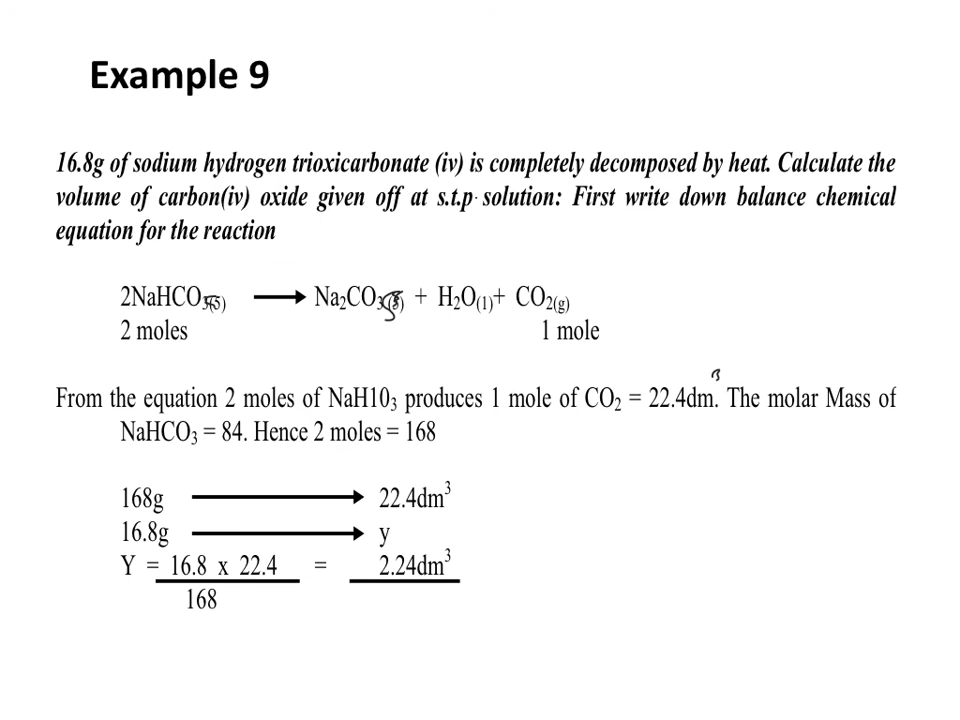 Example 9
16.8g of sodium hydrogen trioxicarbonate (iv) is completely decomposed by heat. Calculate the
volume of carbon(iv) oxide given off at s.t.p. solution: First write down balance chemical
equation for the reaction
2NaHCO₃₍ₛ₎ → Na₂CO₃₍ₛ₎ + H₂O₍₁₎+ CO₂₍g₎
2 moles 1 mole
From the equation 2 moles of NaH10₃ produces 1 mole of CO₂ = 22.4dm³. The molar Mass of
NaHCO₃ = 84. Hence 2 moles = 168
168g → 22.4dm³
16.8g → y
Y = 16.8 x 22.4 = 2.24dm³
168